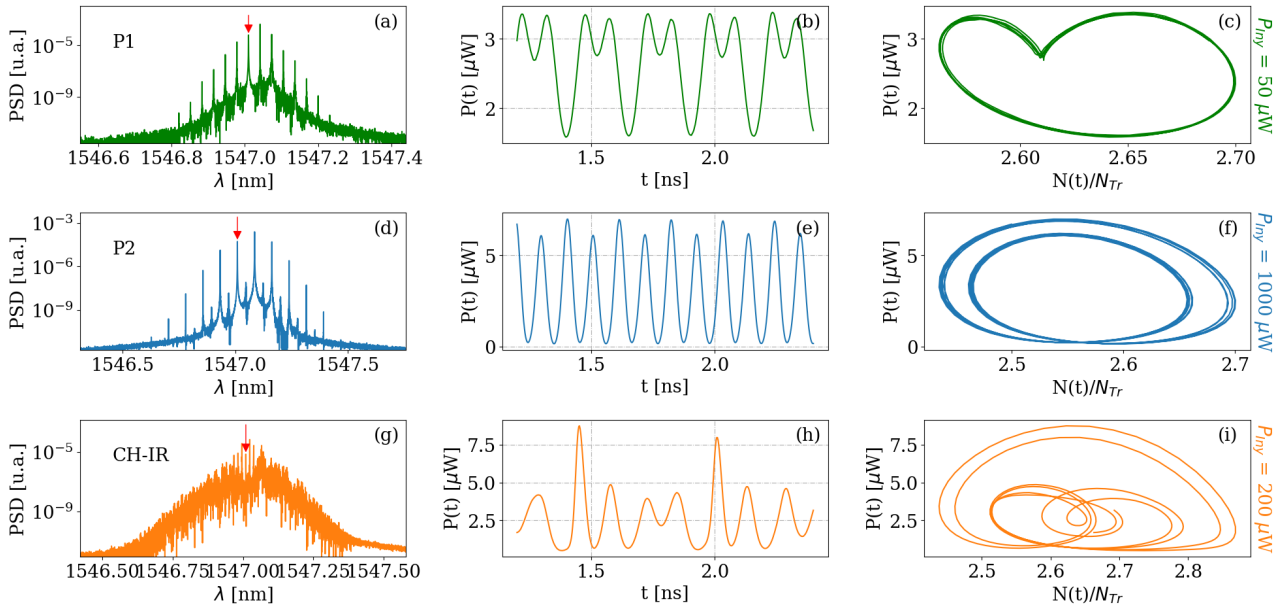 PSD [u.a.]
10⁻⁵
10⁻⁹
P1
(a)
1546.6 1546.8 1547.0 1547.2 1547.4
λ [nm]
P(t) [μW]
3
2
(b)
1.5 2.0
t [ns]
P(t) [μW]
3
2
(c)
2.60 2.65 2.70
N(t)/N_Tr
P_Iny = 50 μW
PSD [u.a.]
10⁻³
10⁻⁶
10⁻⁹
P2
(d)
1546.5 1547.0 1547.5
λ [nm]
P(t) [μW]
5
0
(e)
1.5 2.0
t [ns]
P(t) [μW]
5
0
(f)
2.5 2.6 2.7
N(t)/N_Tr
P_Iny = 1000 μW
PSD [u.a.]
10⁻⁵
10⁻⁹
CH-IR
(g)
1546.50 1546.75 1547.00 1547.25 1547.50
λ [nm]
P(t) [μW]
7.5
5.0
2.5
(h)
1.5 2.0
t [ns]
P(t) [μW]
7.5
5.0
2.5
(i)
2.5 2.6 2.7 2.8
N(t)/N_Tr
P_Iny = 200 μW